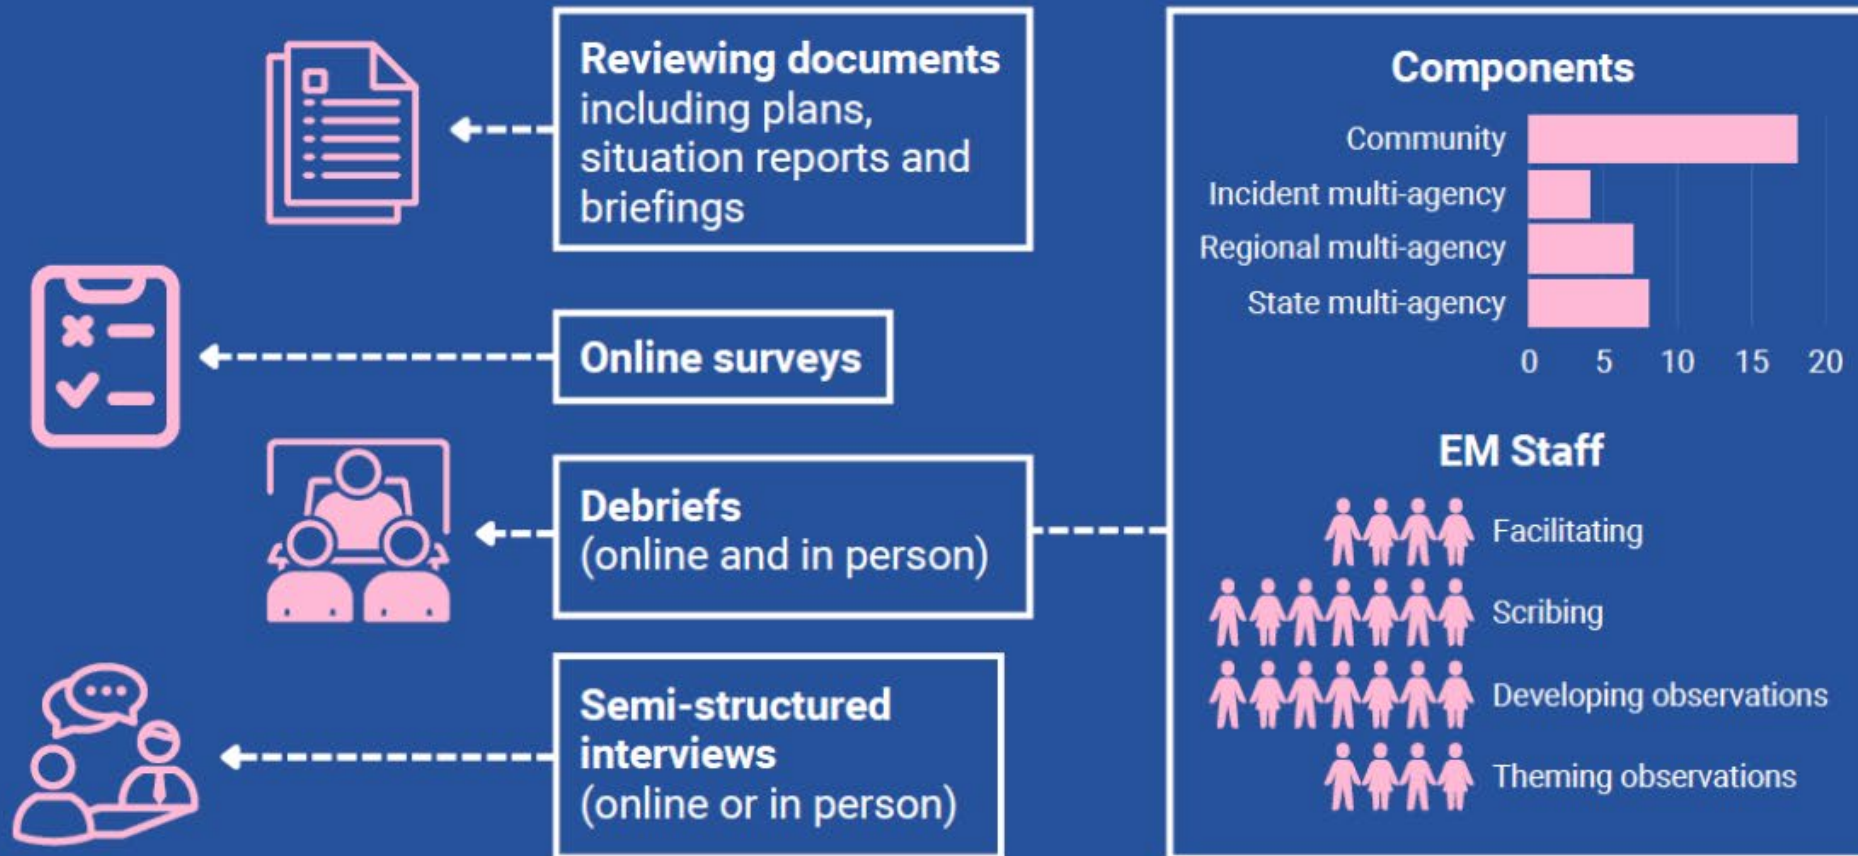 Reviewing documents
including plans,
situation reports and
briefings
Online surveys
Debriefs
(online and in person)
Semi-structured
interviews
(online or in person)
Components
Community
Incident multi-agency
Regional multi-agency
State multi-agency
0 5 10 15 20
EM Staff
Facilitating
Scribing
Developing observations
Theming observations